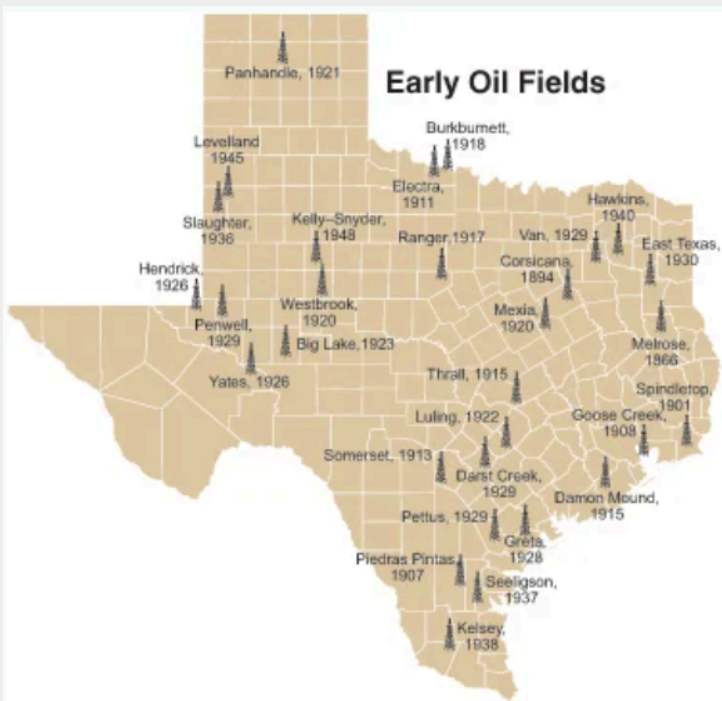 Panhandle, 1921
Early Oil Fields
Burkburnett,
1918
Levelland
1945
Electra,
1911
Slaughter,
1936
Kelly–Snyder,
1948
Ranger,1917
Van, 1929
Hawkins,
1940
East Texas,
1930
Corsicana,
1894
Hendrick,
1926
Westbrook,
1920
Mexia,
1920
Penwell,
1929
Big Lake,1923
Melrose,
1866
Yates, 1926
Thrall, 1915
Spindletop,
1901
Luling, 1922
Goose Creek,
1908
Somerset, 1913
Darst Creek,
1929
Damon Mound,
1915
Pettus, 1929
Greta,
1928
Piedras Pintas
1907
Seeligson,
1937
Kelsey,
1938